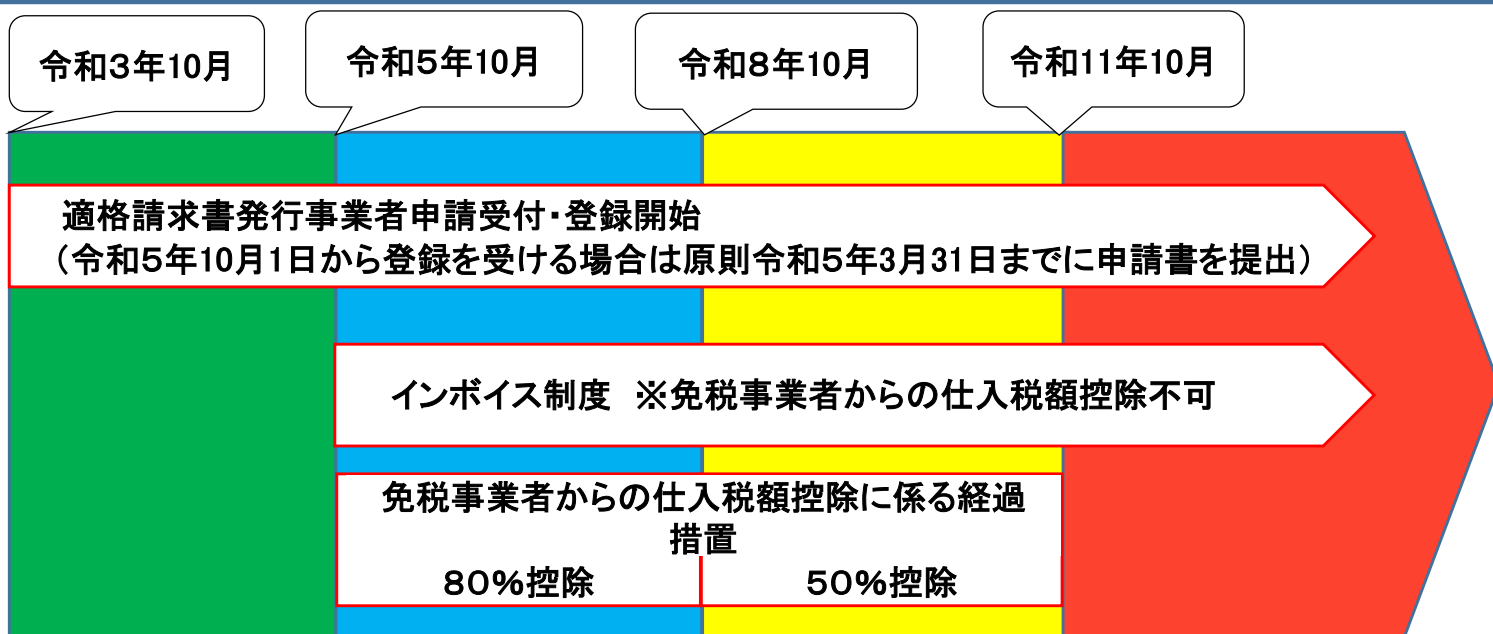 令和3年10月
令和5年10月
令和8年10月
令和11年10月
適格請求書発行事業者申請受付・登録開始
（令和5年10月1日から登録を受ける場合は原則令和5年3月31日までに申請書を提出）
インボイス制度　※免税事業者からの仕入税額控除不可
免税事業者からの仕入税額控除に係る経過
措置
80%控除
50%控除